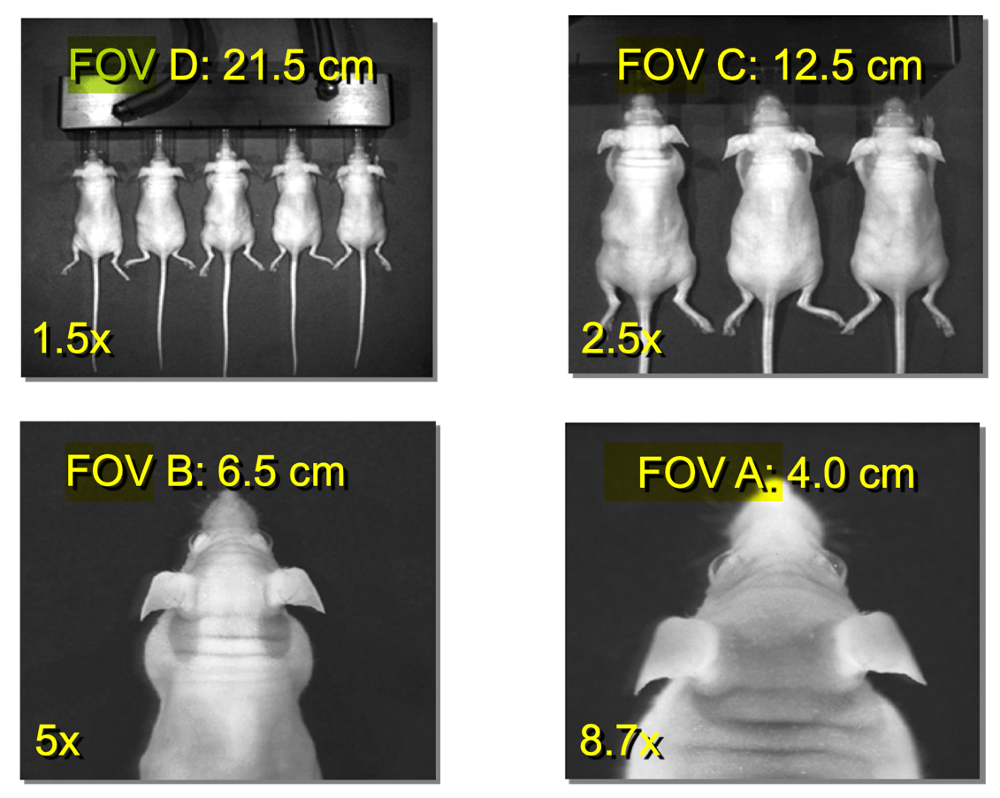 FOV D: 21.5 cm
1.5x
FOV C: 12.5 cm
2.5x
FOV B: 6.5 cm
5x
FOV A: 4.0 cm
8.7x